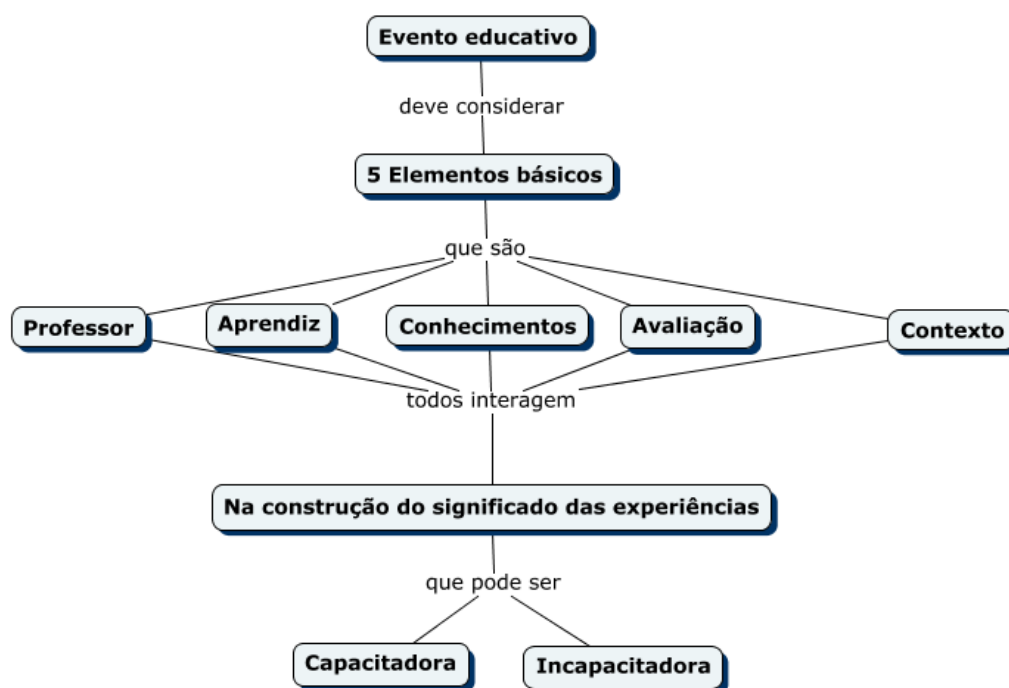 Evento educativo
deve considerar
5 Elementos básicos
que são
Professor
Aprendiz
Conhecimentos
Avaliação
Contexto
todos interagem
Na construção do significado das experiências
que pode ser
Capacitadora
Incapacitadora